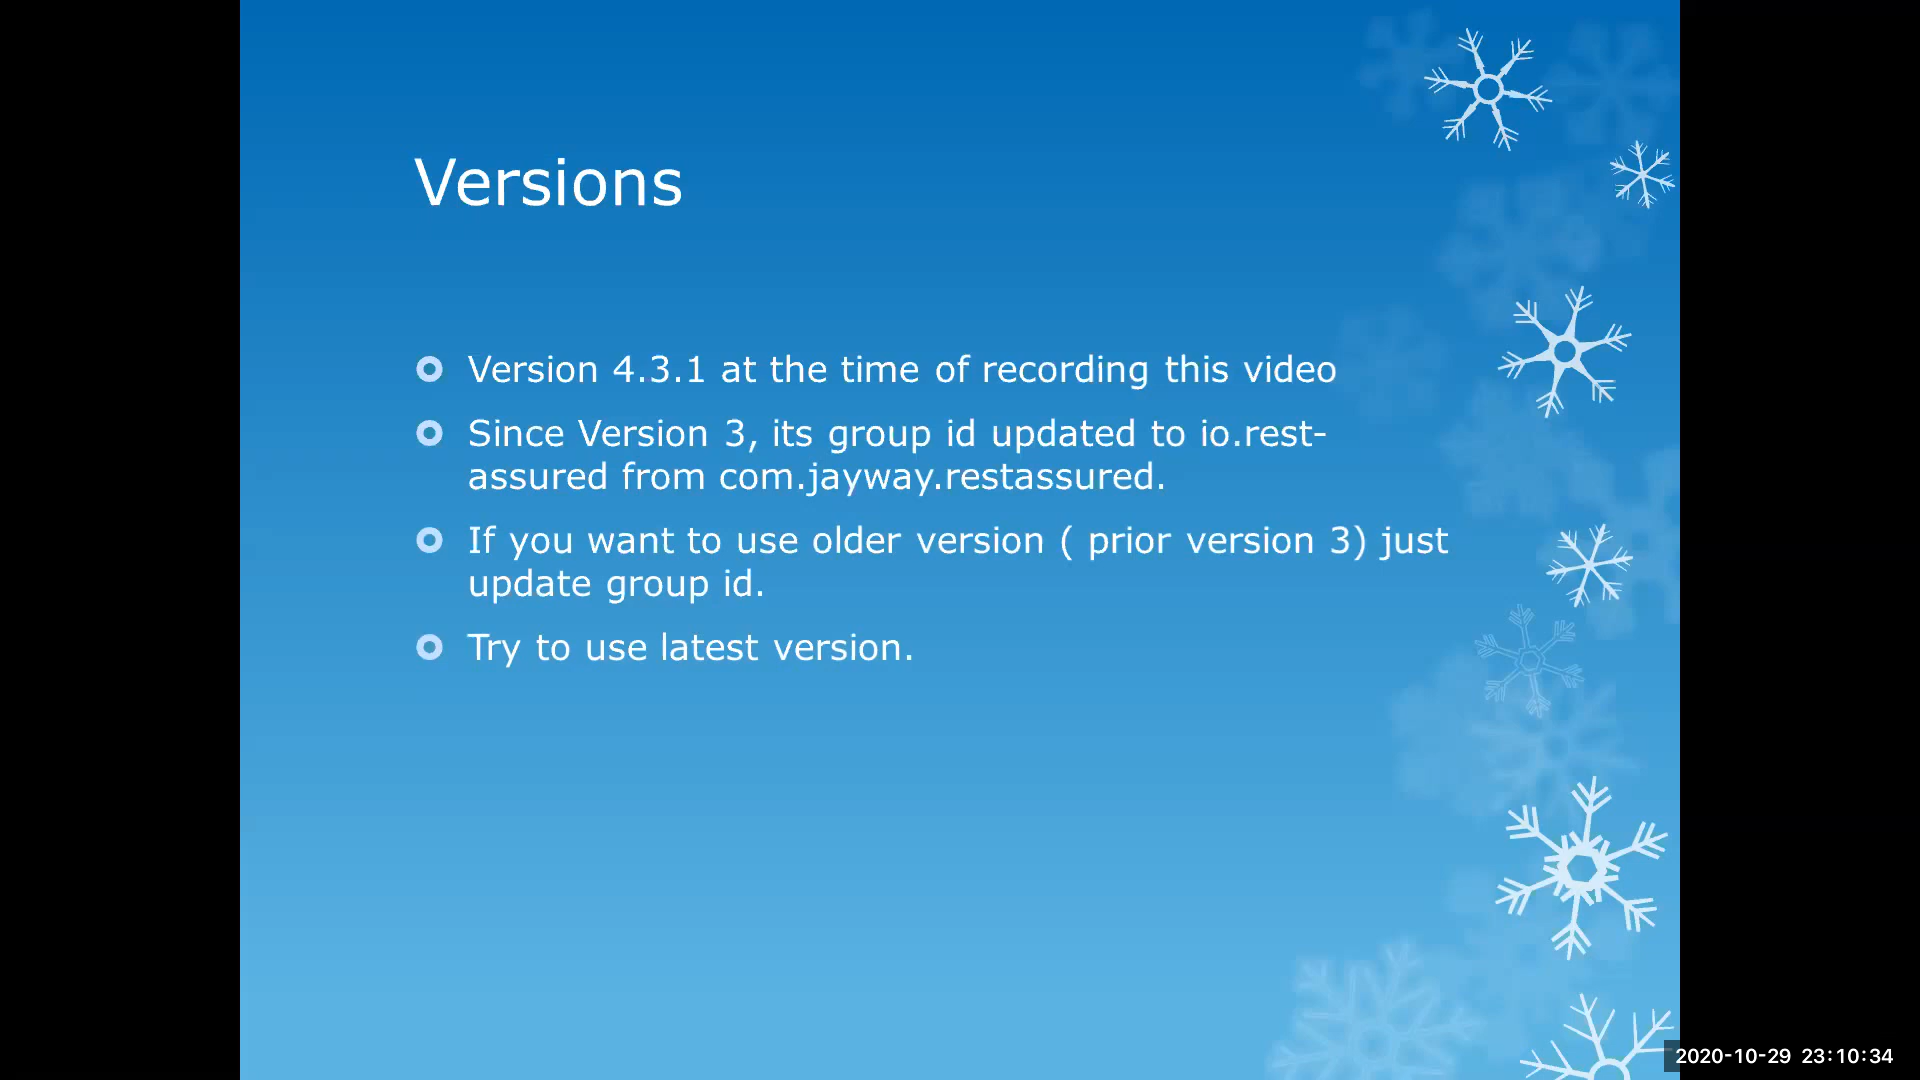 Versions
Version 4.3.1 at the time of recording this video
Since Version 3, its group id updated to io.rest-
assured from com.jayway.restassured.
If you want to use older version ( prior version 3) just
update group id.
Try to use latest version.
2020-10-29 23:10:34